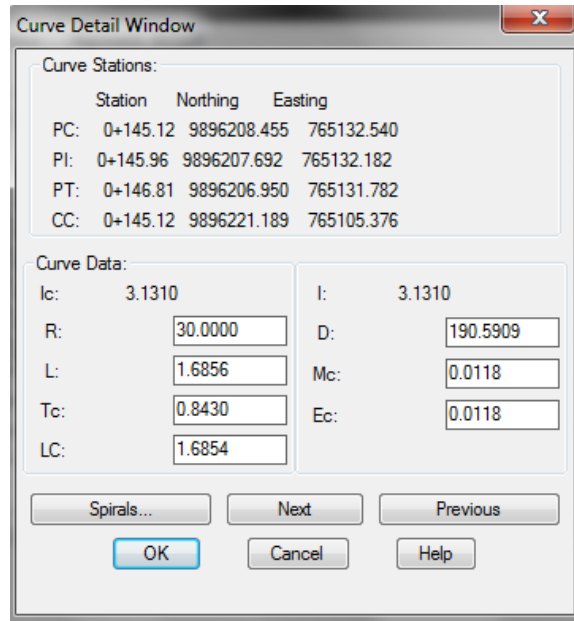 Curve Detail Window
Curve Stations:
Station Northing Easting
PC: 0+145.12 9896208.455 765132.540
PI: 0+145.96 9896207.692 765132.182
PT: 0+146.81 9896206.950 765131.782
CC: 0+145.12 9896221.189 765105.376
Curve Data:
Ic: 3.1310 I: 3.1310
R: 30.0000 D: 190.5909
L: 1.6856 Mc: 0.0118
Tc: 0.8430 Ec: 0.0118
LC: 1.6854
Spirals... Next Previous
OK Cancel Help